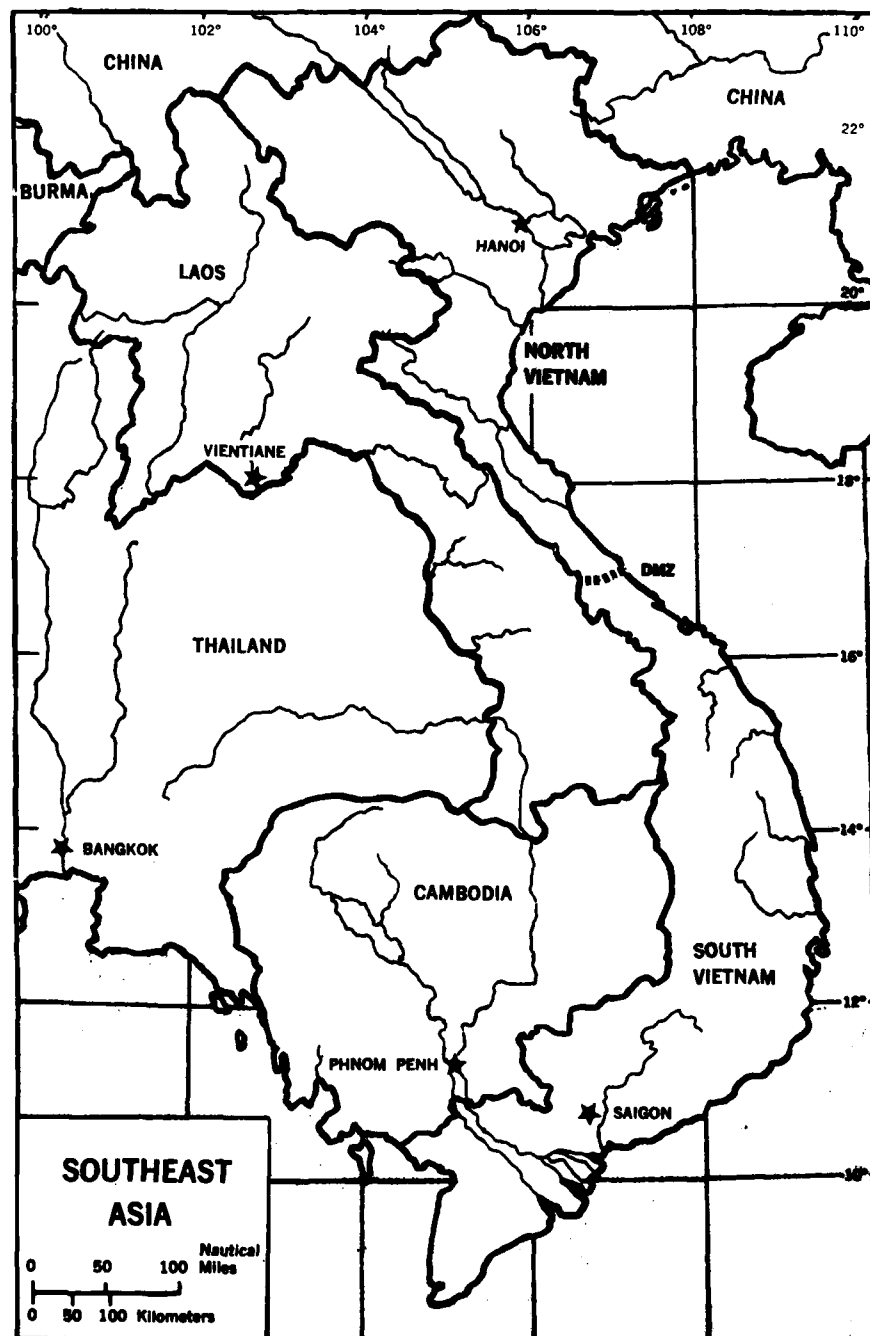 100° 102° 104° 106° 108° 110°
CHINA
CHINA
22°
BURMA
HANOI
LAOS
20°
NORTH
VIETNAM
VIENTIANE
18°
DMZ
THAILAND
16°
14°
BANGKOK
CAMBODIA
SOUTH
VIETNAM
12°
PHNOM PENH
SAIGON
10°
SOUTHEAST
ASIA
0 50 100 Nautical
Miles
0 50 100 Kilometers